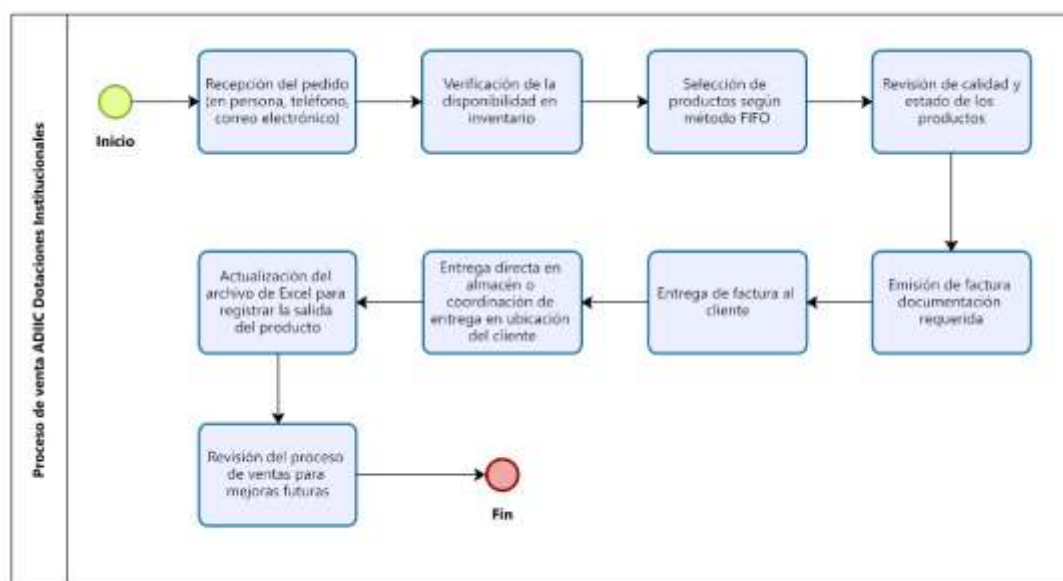 Proceso de venta ADIIC Dotaciones Institucionales
Inicio
Recepción del pedido
(en persona, teléfono,
correo electrónico)
Verificación de la
disponibilidad en
inventario
Selección de
productos según
método FIFO
Revisión de calidad y
estado de los
productos
Emisión de factura
documentación
requerida
Entrega de factura al
cliente
Entrega directa en
almacén o
coordinación de
entrega en ubicación
del cliente
Actualización del
archivo de Excel para
registrar la salida
del producto
Revisión del proceso
de ventas para
mejoras futuras
Fin